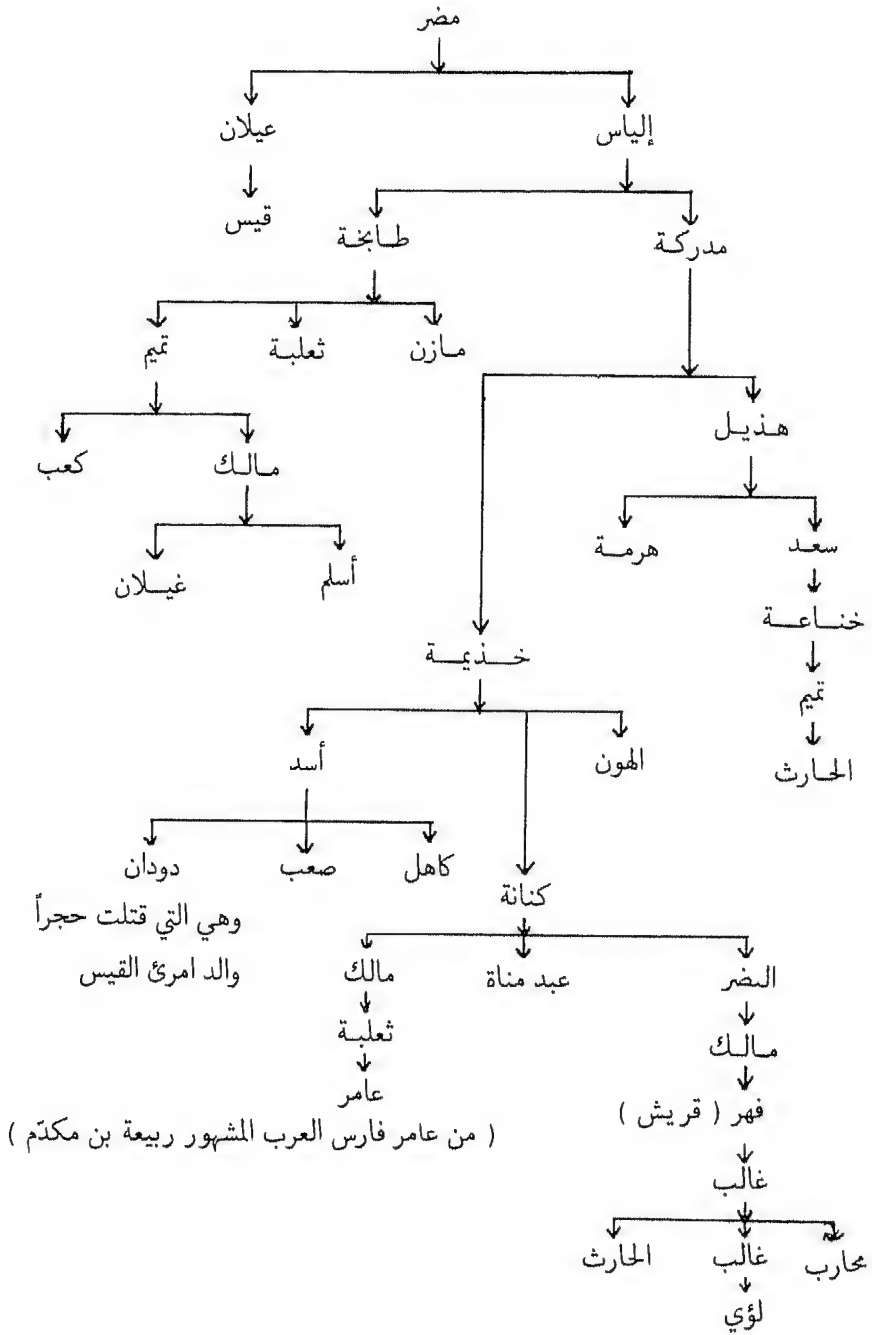 مضر
إلياس عيلان
قيس
مدركة طابخة
مازن ثعلبة تميم
هذيل
مالك كعب
سعد هرمة
أسلم غيلان
خناعة
خذيمة
تميم
الهون أسد
الحارث
كاهل صعب دودان
كنانة
وهي التي قتلت حجراً
النضر عبد مناة مالك
والد امرئ القيس
ثعلبة
مالك
عامر
فهر ( قريش )
( من عامر فارس العرب المشهور ربيعة بن مكدّم )
غالب
محارب غالب الحارث
لؤي